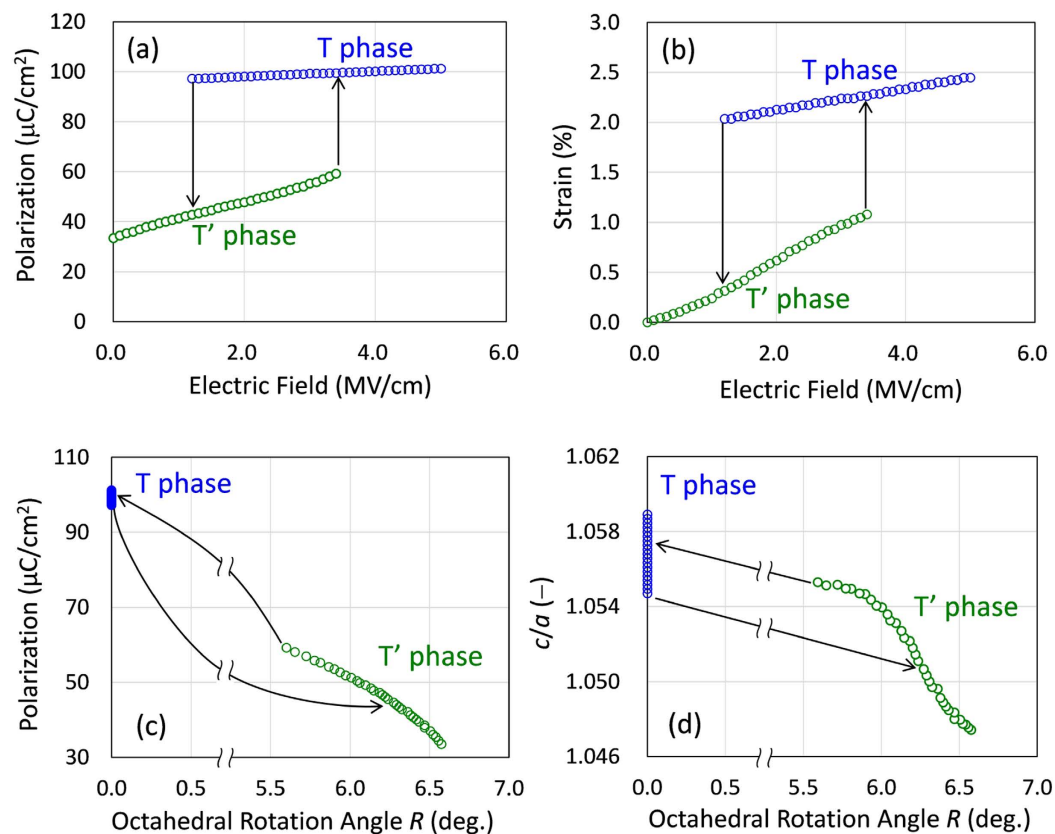 (a)
T phase
T’ phase
120
100
80
60
40
20
0
0.0 2.0 4.0 6.0
Polarization (μC/cm²)
Electric Field (MV/cm)
(b)
T phase
T’ phase
3.0
2.5
2.0
1.5
1.0
0.5
0.0
0.0 2.0 4.0 6.0
Strain (%)
Electric Field (MV/cm)
(c)
T phase
T’ phase
110
90
70
50
30
0.0 5.5 6.0 6.5 7.0
Polarization (μC/cm²)
Octahedral Rotation Angle R (deg.)
(d)
T phase
T’ phase
1.062
1.058
1.054
1.050
1.046
0.0 5.5 6.0 6.5 7.0
c/a (−)
Octahedral Rotation Angle R (deg.)